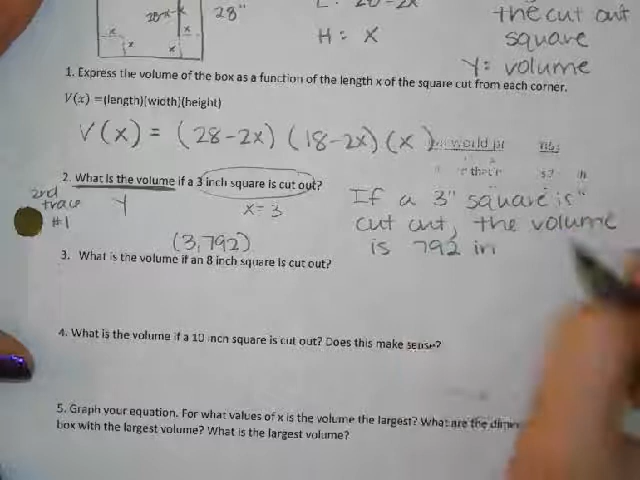 28-x
28"
H = X
the cut out
square
Y = volume
x
x
x
x
1. Express the volume of the box as a function of the length x of the square cut from each corner.
V(x) =(length)(width)(height)
V(x) = (28-2x) (18-2x) (x)
would
2. What is the volume if a 3 inch square is cut out?
2nd
trace
#1
Y
x = 3
(3, 792)
If a 3" square is
cut out, the volume
is 792 in
3. What is the volume if an 8 inch square is cut out?
4. What is the volume if a 10 inch square is cut out? Does this make sense?
5. Graph your equation. For what values of x is the volume the largest? What are the
box with the largest volume? What is the largest volume?